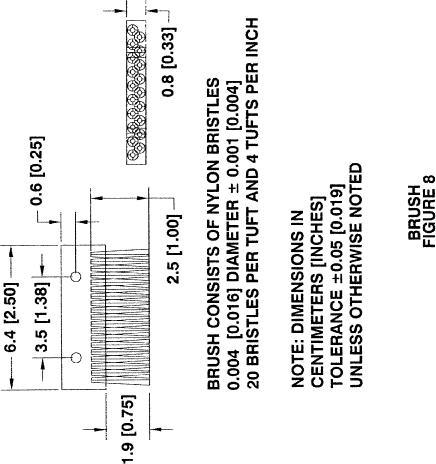 6.4 [2.50]
3.5 [1.38]
0.6 [0.25]
1.9 [0.75]
2.5 [1.00]
0.8 [0.33]
BRUSH CONSISTS OF NYLON BRISTLES
0.004 [0.016] DIAMETER ± 0.001 [0.004]
20 BRISTLES PER TUFT AND 4 TUFTS PER INCH
NOTE: DIMENSIONS IN
CENTIMETERS [INCHES]
TOLERANCE ±0.05 [0.019]
UNLESS OTHERWISE NOTED
BRUSH
FIGURE 8